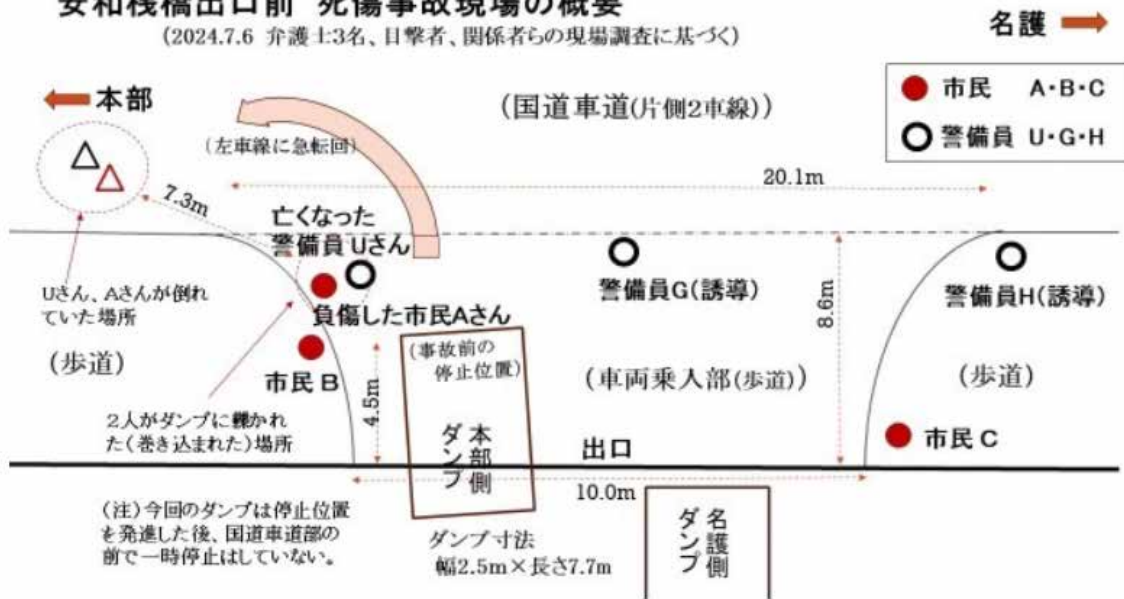 安和桟橋出口前 死傷事故現場の概要
(2024.7.6 弁護士3名、目撃者、関係者らの現場調査に基づく)
名護
本部
(国道車道(片側2車線))
市民 A・B・C
警備員 U・G・H
(左車線に急転回)
20.1m
7.3m
亡くなった
警備員 Uさん
警備員G(誘導)
警備員H(誘導)
Uさん、Aさんが倒れ
ていた場所
負傷した市民Aさん
8.6m
(歩道)
市民 B
4.5m
(事故前の
停止位置)
(車両乗入部(歩道))
(歩道)
2人がダンプに轢かれ
た(巻き込まれた)場所
本部側
ダンプ
出口
市民 C
10.0m
(注)今回のダンプは停止位置
を発進した後、国道車道部の
前で一時停止はしていない。
ダンプ寸法
幅2.5m×長さ7.7m
名護側
ダンプ